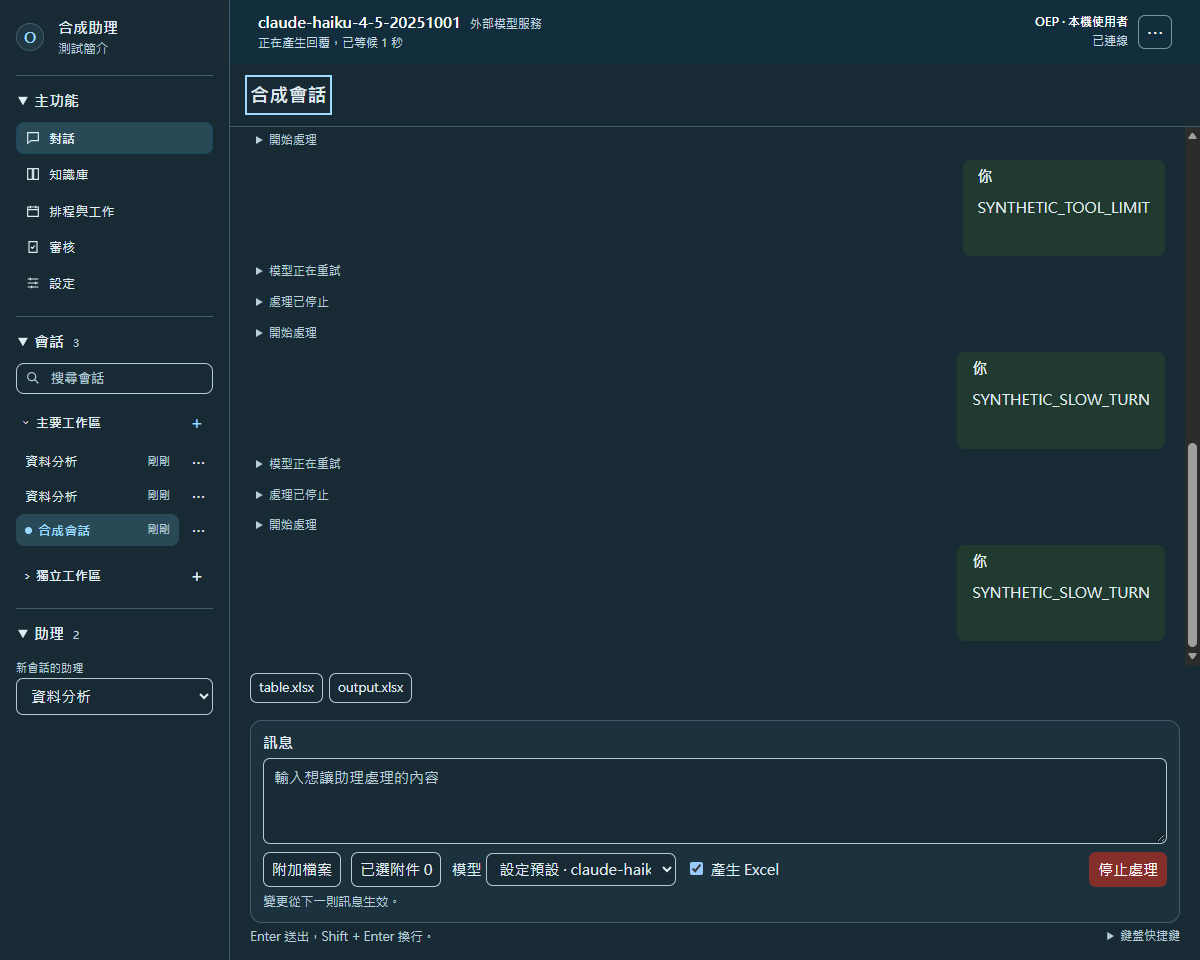 O
合成助理
測試簡介
主功能
對話
知識庫
排程與工作
審核
設定
會話 3
搜尋會話
主要工作區 +
資料分析 剛剛 ...
資料分析 剛剛 ...
合成會話 剛剛 ...
獨立工作區 +
助理 2
新會話的助理
資料分析
claude-haiku-4-5-20251001 外部模型服務
正在產生回覆，已等候 1 秒
OEP · 本機使用者
已連線
...
合成會話
開始處理
你
SYNTHETIC_TOOL_LIMIT
模型正在重試
處理已停止
開始處理
你
SYNTHETIC_SLOW_TURN
模型正在重試
處理已停止
開始處理
你
SYNTHETIC_SLOW_TURN
table.xlsx output.xlsx
訊息
輸入想讓助理處理的內容
附加檔案 已選附件 0 模型 設定預設 · claude-haik 產生 Excel 停止處理
變更從下一則訊息生效。
Enter 送出，Shift + Enter 換行。 鍵盤快捷鍵